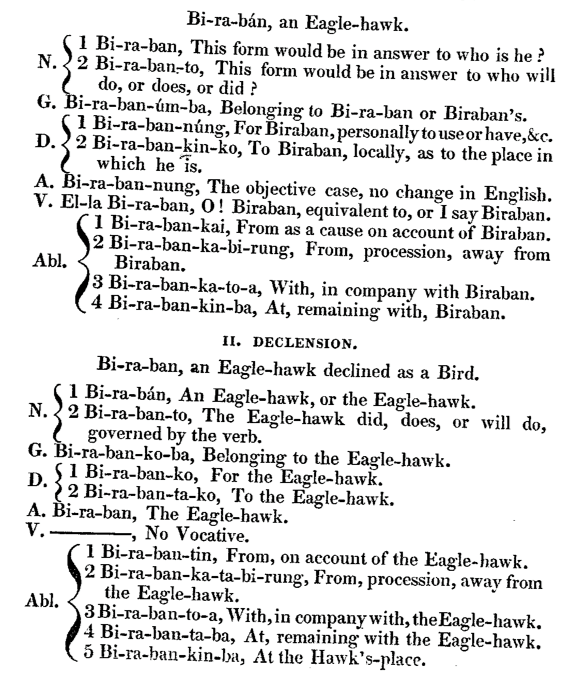 Bi-ra-bán, an Eagle-hawk.
N. 1 Bi-ra-ban, This form would be in answer to who is he ?
2 Bi-ra-ban-to, This form would be in answer to who will
do, or does, or did ?
G. Bi-ra-ban-úm-ba, Belonging to Bi-ra-ban or Biraban's.
D. 1 Bi-ra-ban-núng, For Biraban, personally to use or have, &c.
2 Bi-ra-ban-kin-ko, To Biraban, locally, as to the place in
which he is.
A. Bi-ra-ban-nung, The objective case, no change in English.
V. El-la Bi-ra-ban, O! Biraban, equivalent to, or I say Biraban.
Abl. 1 Bi-ra-ban-kai, From as a cause on account of Biraban.
2 Bi-ra-ban-ka-bi-rung, From, procession, away from
Biraban.
3 Bi-ra-ban-ka-to-a, With, in company with Biraban.
4 Bi-ra-ban-kin-ba, At, remaining with, Biraban.
II. DECLENSION.
Bi-ra-ban, an Eagle-hawk declined as a Bird.
N. 1 Bi-ra-bán, An Eagle-hawk, or the Eagle-hawk.
2 Bi-ra-ban-to, The Eagle-hawk did, does, or will do,
governed by the verb.
G. Bi-ra-ban-ko-ba, Belonging to the Eagle-hawk.
D. 1 Bi-ra-ban-ko, For the Eagle-hawk.
2 Bi-ra-ban-ta-ko, To the Eagle-hawk.
A. Bi-ra-ban, The Eagle-hawk.
V. ————, No Vocative.
Abl. 1 Bi-ra-ban-tin, From, on account of the Eagle-hawk.
2 Bi-ra-ban-ka-ta-bi-rung, From, procession, away from
the Eagle-hawk.
3 Bi-ra-ban-to-a, With, in company with, the Eagle-hawk.
4 Bi-ra-ban-ta-ba, At, remaining with the Eagle-hawk.
5 Bi-ra-ban-kin-ba, At the Hawk's-place.